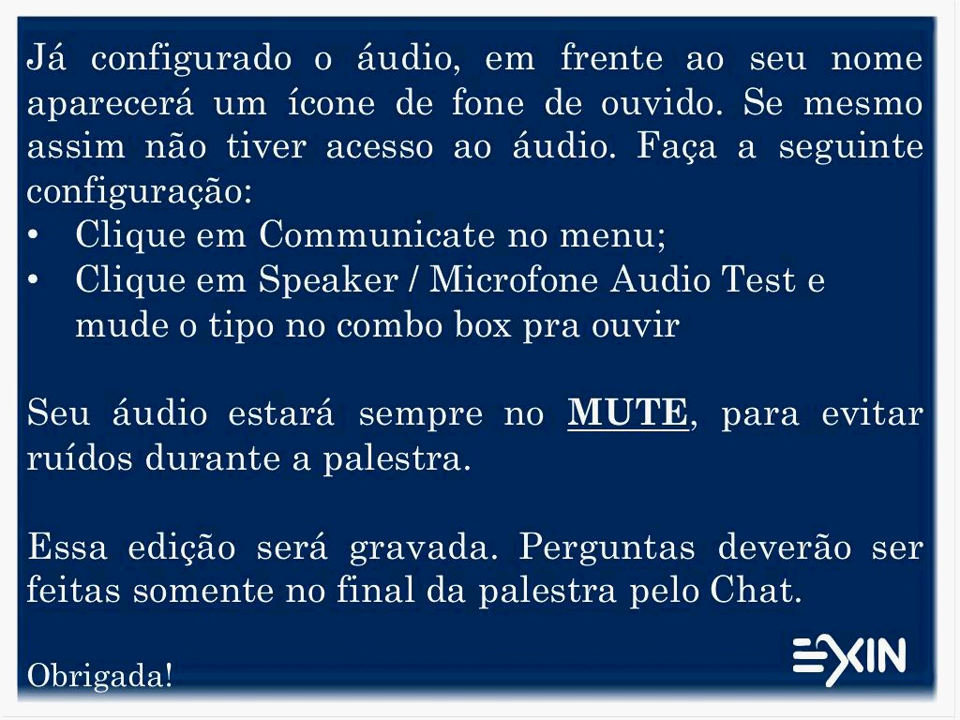 Já configurado o áudio, em frente ao seu nome
aparecerá um ícone de fone de ouvido. Se mesmo
assim não tiver acesso ao áudio. Faça a seguinte
configuração:
• Clique em Communicate no menu;
• Clique em Speaker / Microfone Audio Test e
mude o tipo no combo box pra ouvir
Seu áudio estará sempre no MUTE, para evitar
ruídos durante a palestra.
Essa edição será gravada. Perguntas deverão ser
feitas somente no final da palestra pelo Chat.
Obrigada!
EXIN